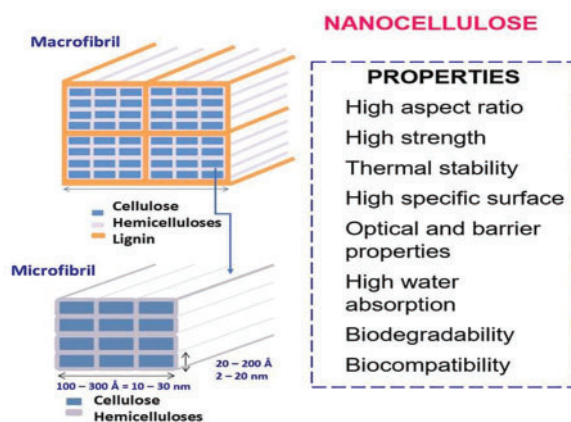 NANOCELLULOSE
Macrofibril
Cellulose
Hemicelluloses
Lignin
Microfibril
20 – 200 Å
2 – 20 nm
100 – 300 Å = 10 – 30 nm
Cellulose
Hemicelluloses
PROPERTIES
High aspect ratio
High strength
Thermal stability
High specific surface
Optical and barrier
properties
High water
absorption
Biodegradability
Biocompatibility